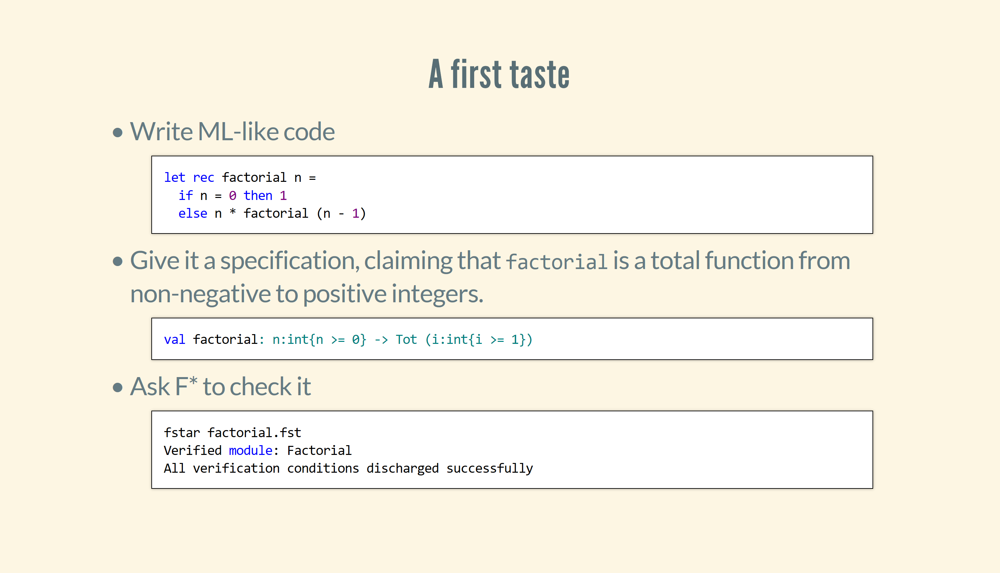 A first taste
• Write ML-like code
let rec factorial n =
  if n = 0 then 1
  else n * factorial (n - 1)
• Give it a specification, claiming that factorial is a total function from
non-negative to positive integers.
val factorial: n:int{n >= 0} -> Tot (i:int{i >= 1})
• Ask F* to check it
fstar factorial.fst
Verified module: Factorial
All verification conditions discharged successfully